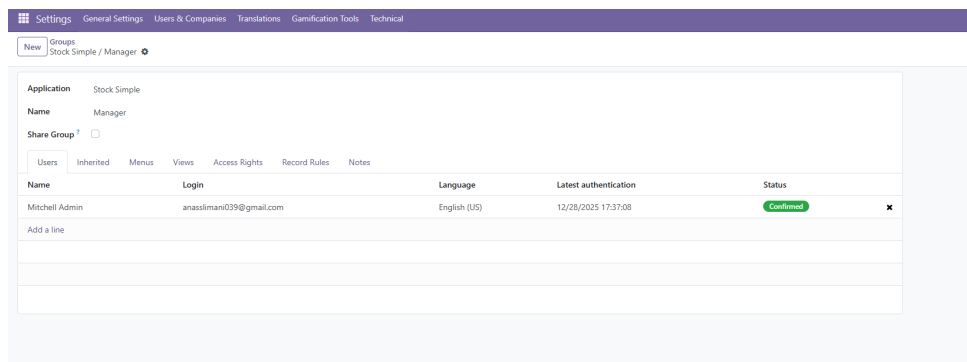 Settings General Settings Users & Companies Translations Gamification Tools Technical
New Groups
Stock Simple / Manager
Application Stock Simple
Name Manager
Share Group ?
Users Inherited Menus Views Access Rights Record Rules Notes
Name Login Language Latest authentication Status
Mitchell Admin anasslimani039@gmail.com English (US) 12/28/2025 17:37:08 Confirmed
Add a line